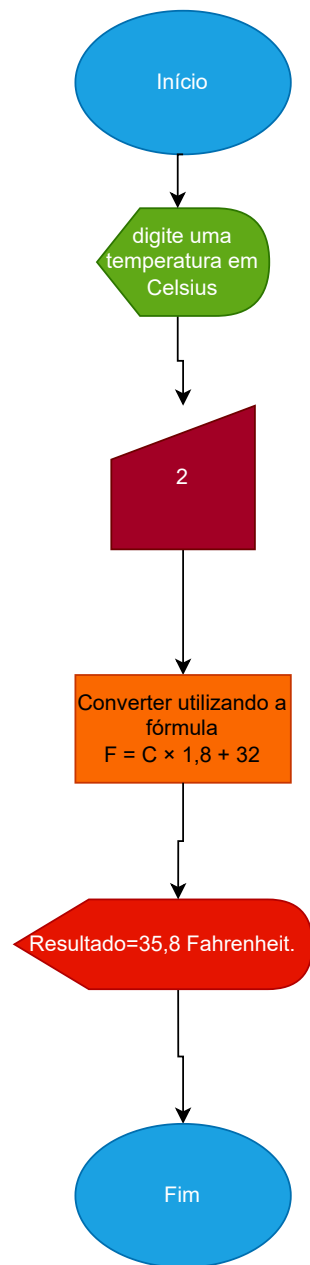 Início
digite uma
temperatura em
Celsius
2
Converter utilizando a
fórmula
F = C × 1,8 + 32
Resultado=35,8 Fahrenheit.
Fim